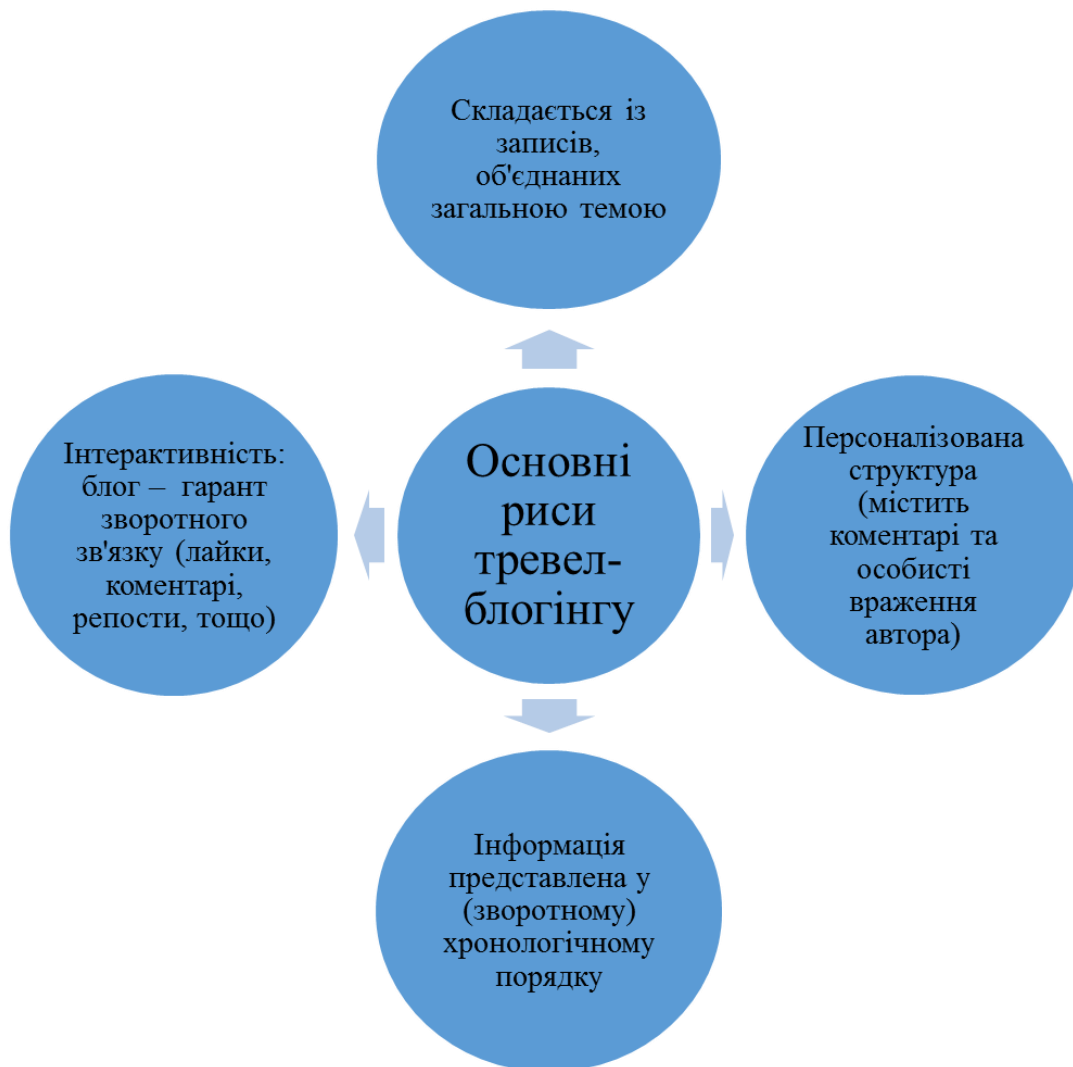 Складається із
записів,
об'єднаних
загальною темою
Інтерактивність:
блог – гарант
зворотного
зв'язку (лайки,
коментарі,
репости, тощо)
Основні
риси
тревел-
блогінгу
Персоналізована
структура
(містить
коментарі та
особисті
враження
автора)
Інформація
представлена у
(зворотному)
хронологічному
порядку